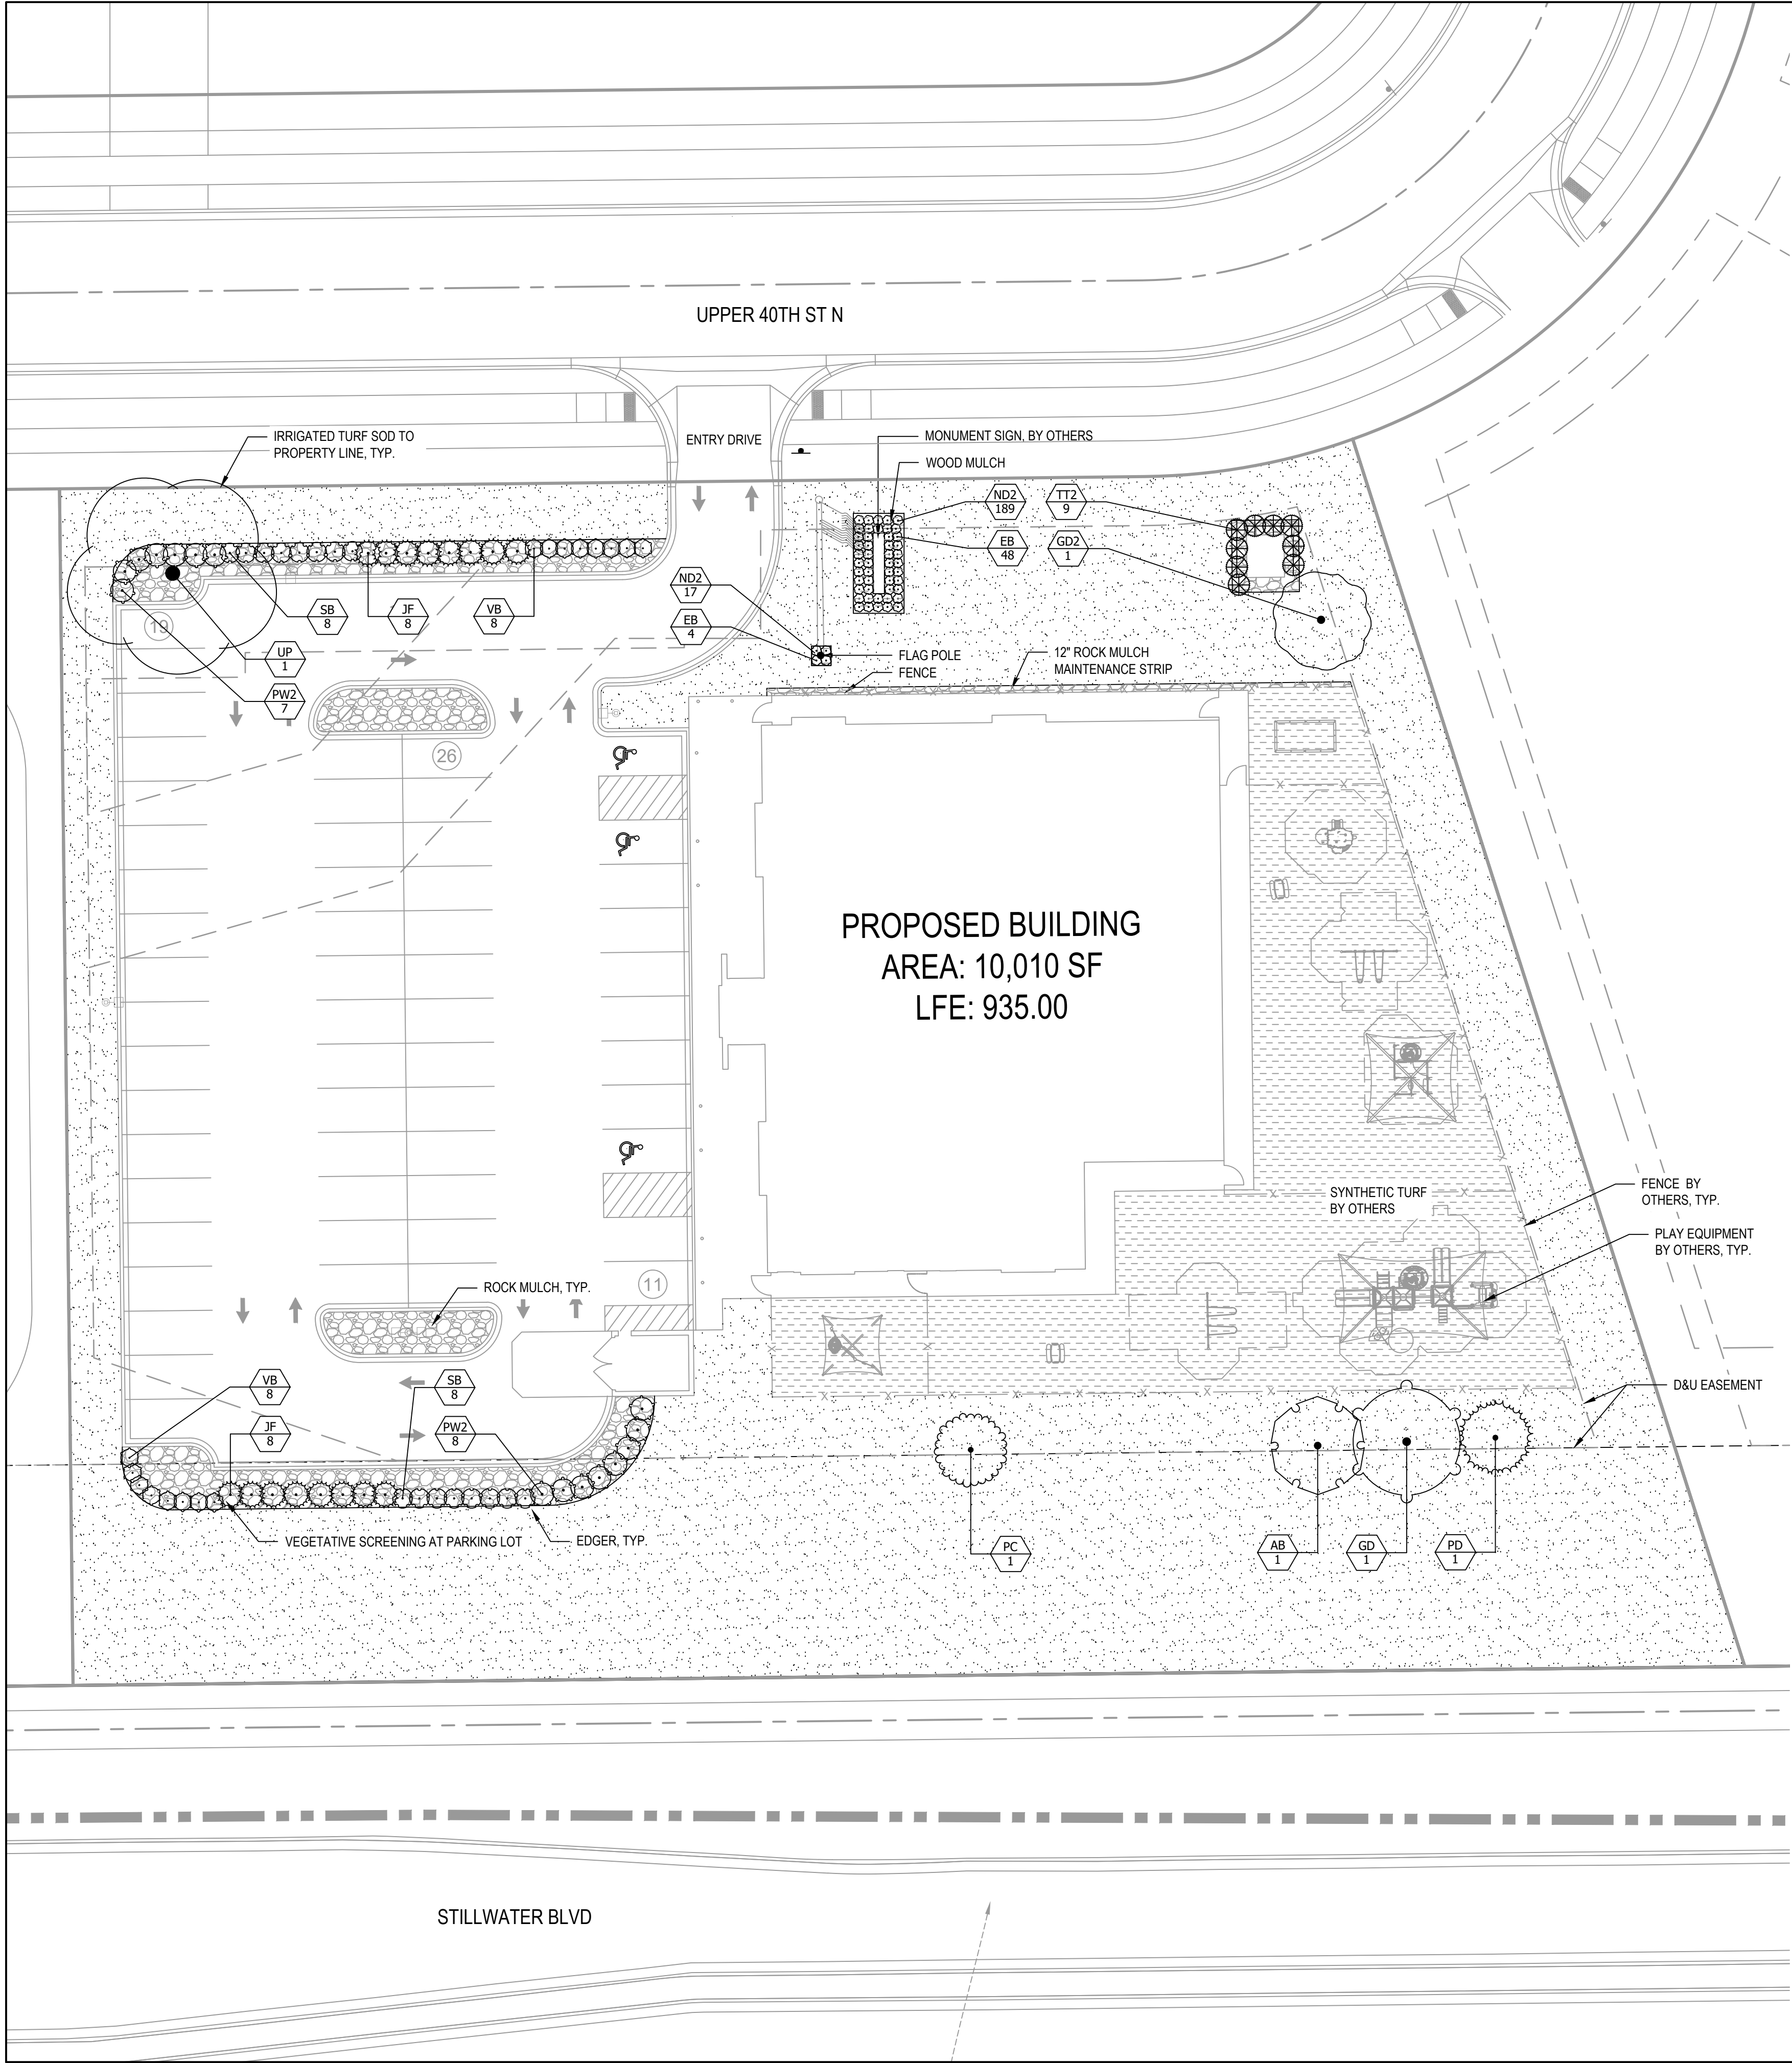 UPPER 40TH ST N
IRRIGATED TURF SOD TO
PROPERTY LINE, TYP.
ENTRY DRIVE
MONUMENT SIGN, BY OTHERS
WOOD MULCH
ND2
189
TT2
9
EB
48
GD2
1
ND2
17
EB
4
SB
8
JF
8
VB
8
19
UP
1
PW2
7
FLAG POLE
FENCE
12" ROCK MULCH
MAINTENANCE STRIP
26
PROPOSED BUILDING
AREA: 10,010 SF
LFE: 935.00
SYNTHETIC TURF
BY OTHERS
FENCE BY
OTHERS, TYP.
PLAY EQUIPMENT
BY OTHERS, TYP.
11
ROCK MULCH, TYP.
VB
8
SB
8
D&U EASEMENT
JF
8
PW2
8
VEGETATIVE SCREENING AT PARKING LOT
EDGER, TYP.
PC
1
AB
1
GD
1
PD
1
STILLWATER BLVD